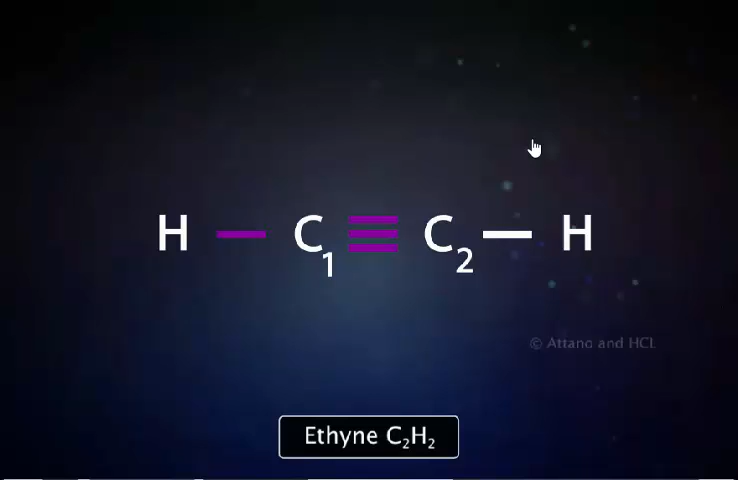 H — C₁ ≡ C₂ — H
© Attano and HCL
Ethyne C₂H₂